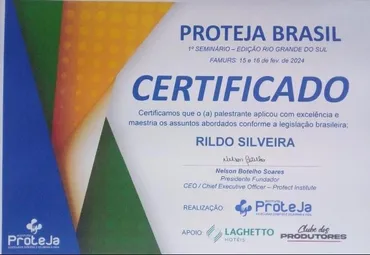 PROTEJA BRASIL
1º SEMINÁRIO – EDIÇÃO RIO GRANDE DO SUL
FAMURS: 15 e 16 de fev. de 2024
CERTIFICADO
Certificamos que o (a) palestrante aplicou com excelência e
maestria os assuntos abordados conforme a legislação brasileira;
RILDO SILVEIRA
Nelson Botelho Soares
Presidente Fundador
CEO / Chief Executive Officer – Protect Institute
REALIZAÇÃO
PROTEJA
APOIO
LAGHETTO
HOTÉIS
Clube dos
PRODUTORES
PROTEJA